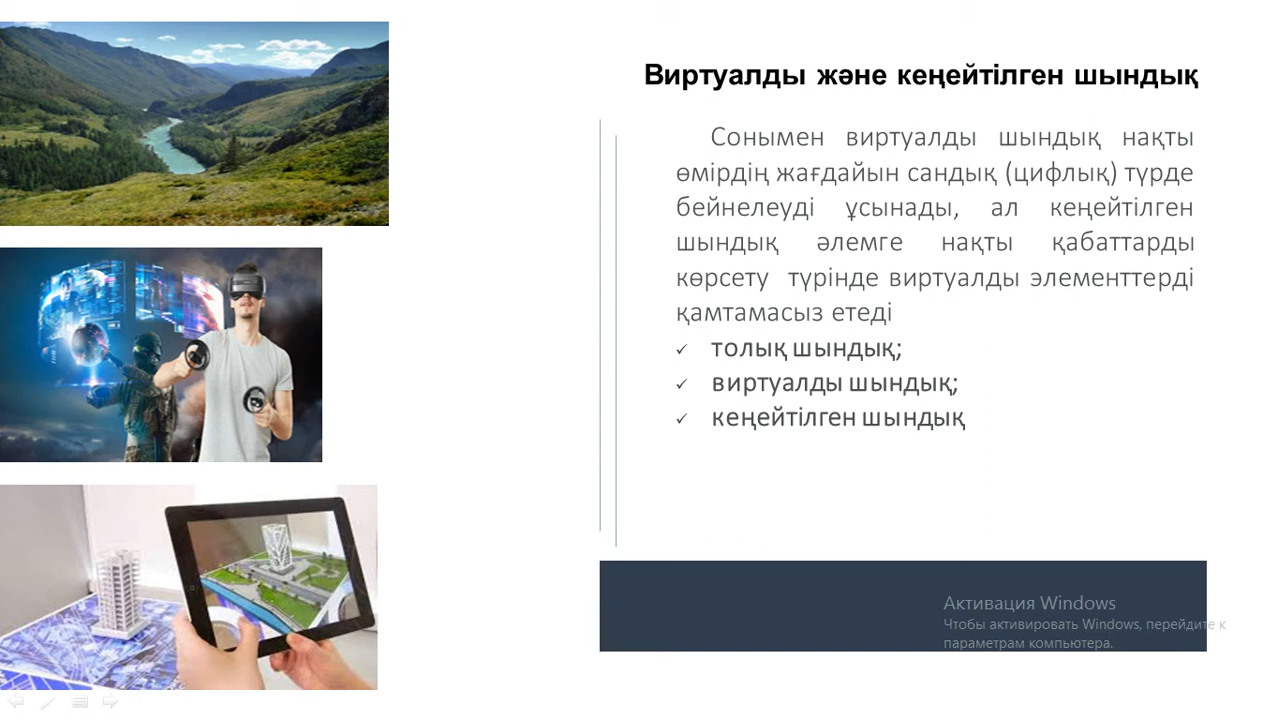 Виртуалды және кеңейтілген шындық
Сонымен виртуалды шындық нақты
өмірдің жағдайын сандық (цифлық) түрде
бейнелеуді ұсынады, ал кеңейтілген
шындық әлемге нақты қабаттарды
көрсету түрінде виртуалды элементтерді
қамтамасыз етеді
✓ толық шындық;
✓ виртуалды шындық;
✓ кеңейтілген шындық
Активация Windows
Чтобы активировать Windows, перейдите к
параметрам компьютера.